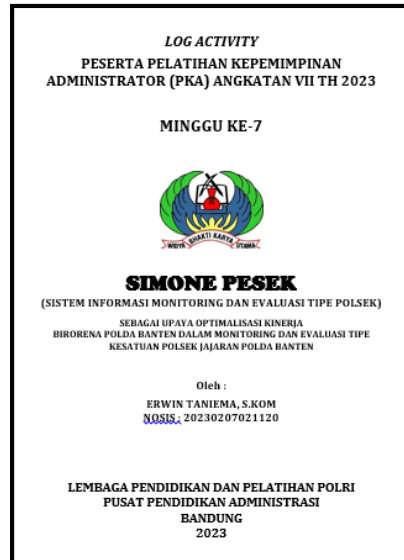 LOG ACTIVITY
PESERTA PELATIHAN KEPEMIMPINAN
ADMINISTRATOR (PKA) ANGKATAN VII TH 2023
MINGGU KE-7
WIDYA BHAKTI KARYA UTAMA
SIMONE PESEK
(SISTEM INFORMASI MONITORING DAN EVALUASI TIPE POLSEK)
SEBAGAI UPAYA OPTIMALISASI KINERJA
BIRORENA POLDA BANTEN DALAM MONITORING DAN EVALUASI TIPE
KESATUAN POLSEK JAJARAN POLDA BANTEN
Oleh :
ERWIN TANIEMA, S.KOM
NOSIS : 20230207021120
LEMBAGA PENDIDIKAN DAN PELATIHAN POLRI
PUSAT PENDIDIKAN ADMINISTRASI
BANDUNG
2023